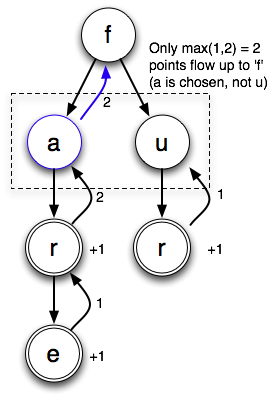 f
Only max(1,2) = 2
points flow up to 'f'
(a is chosen, not u)
2
a
u
2
1
r
+1
r
+1
1
e
+1